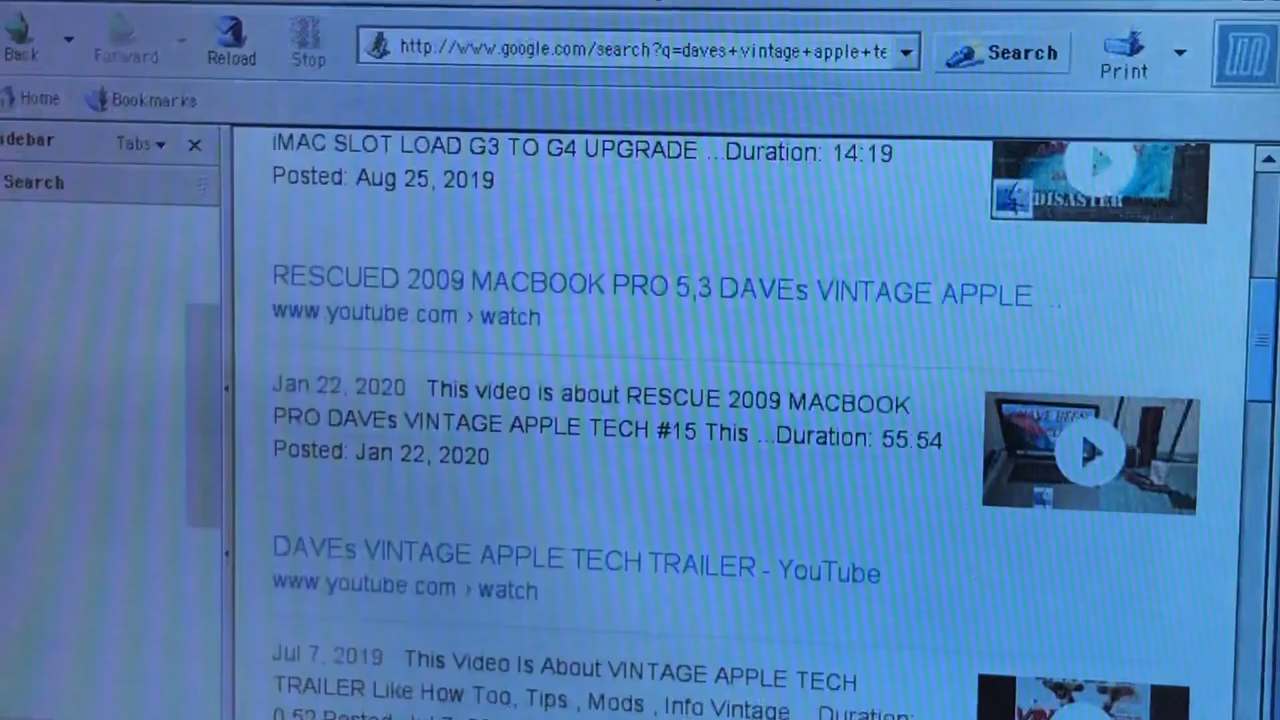 Back
Forward
Reload
Stop
http://www.google.com/search?q=daves+vintage+apple+te
Search
Print
Home
Bookmarks
idebar
Tabs
Search
iMAC SLOT LOAD G3 TO G4 UPGRADE ...Duration: 14:19
Posted: Aug 25, 2019
DISASTER
RESCUED 2009 MACBOOK PRO 5,3 DAVEs VINTAGE APPLE ...
www.youtube.com › watch
Jan 22, 2020 This video is about RESCUE 2009 MACBOOK
PRO DAVEs VINTAGE APPLE TECH #15 This ...Duration: 55:54
Posted: Jan 22, 2020
DAVEs VINTAGE APPLE TECH TRAILER - YouTube
www.youtube.com › watch
Jul 7, 2019 This Video Is About VINTAGE APPLE TECH
TRAILER Like How Too, Tips , Mods , Info Vintage ...Duration: